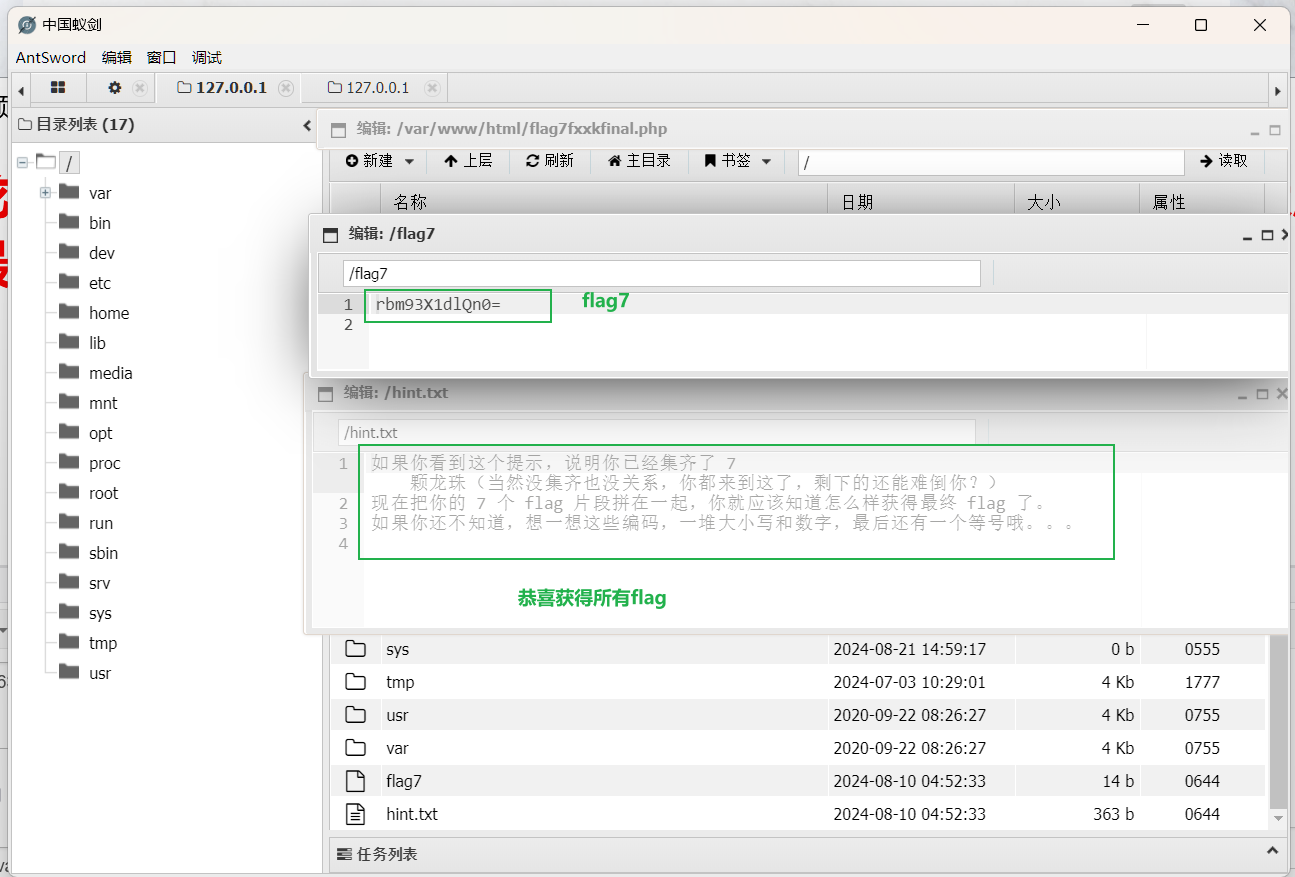 中国蚁剑
AntSword 编辑 窗口 调试
127.0.0.1 127.0.0.1
目录列表 (17)
编辑: /var/www/html/flag7fxxkfinal.php
新建 上层 刷新 主目录 书签 / 读取
名称 日期 大小 属性
/
var
bin
dev
etc
home
lib
media
mnt
opt
proc
root
run
sbin
srv
sys
tmp
usr
编辑: /flag7
/flag7
1 rbm93X1dlQn0= flag7
2
编辑: /hint.txt
/hint.txt
1 如果你看到这个提示，说明你已经集齐了 7
颗龙珠（当然没集齐也没关系，你都来到这了，剩下的还能难倒你？）
2 现在把你的 7 个 flag 片段拼在一起，你就应该知道怎么样获得最终 flag 了。
3 如果你还不知道，想一想这些编码，一堆大小写和数字，最后还有一个等号哦。。。
4
恭喜获得所有flag
sys 2024-08-21 14:59:17 0 b 0555
tmp 2024-07-03 10:29:01 4 Kb 1777
usr 2020-09-22 08:26:27 4 Kb 0755
var 2020-09-22 08:26:27 4 Kb 0755
flag7 2024-08-10 04:52:33 14 b 0644
hint.txt 2024-08-10 04:52:33 363 b 0644
任务列表